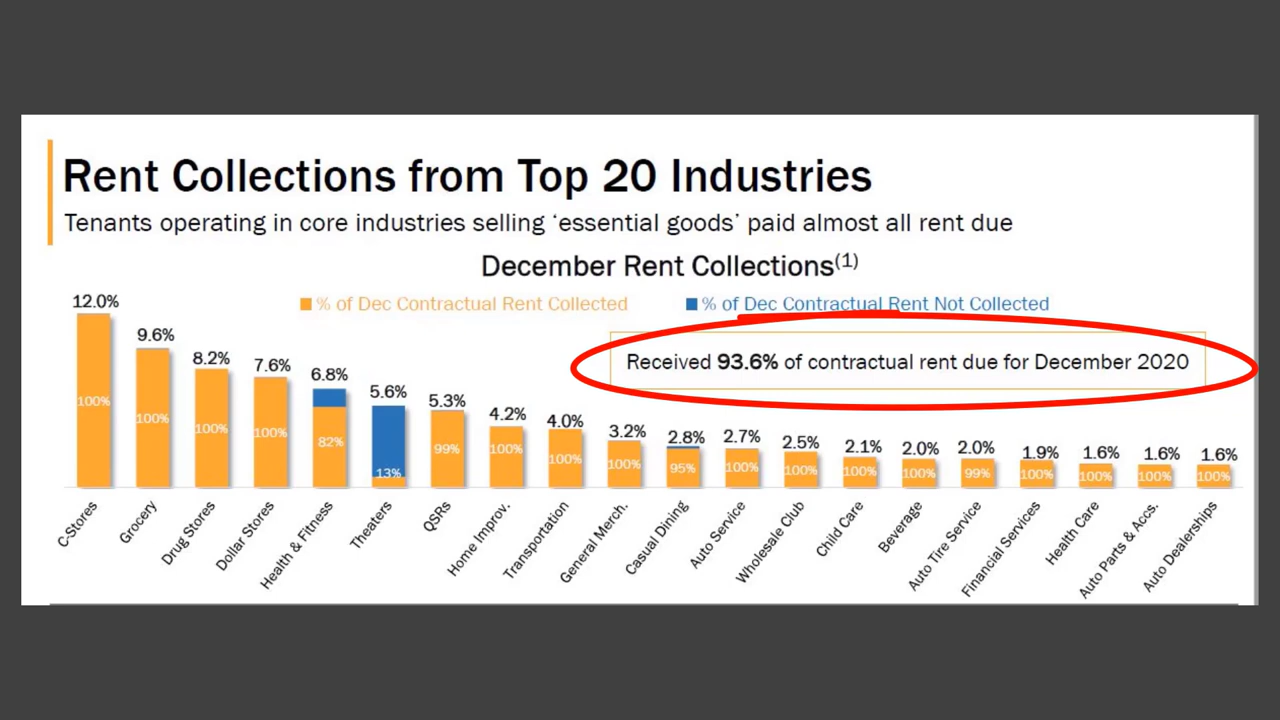 Rent Collections from Top 20 Industries
Tenants operating in core industries selling ‘essential goods’ paid almost all rent due
December Rent Collections(1)
% of Dec Contractual Rent Collected
% of Dec Contractual Rent Not Collected
Received 93.6% of contractual rent due for December 2020
12.0% 9.6% 8.2% 7.6% 6.8% 5.6% 5.3% 4.2% 4.0% 3.2% 2.8% 2.7% 2.5% 2.1% 2.0% 2.0% 1.9% 1.6% 1.6% 1.6%
100% 100% 100% 100% 82% 13% 99% 100% 100% 100% 95% 100% 100% 100% 100% 99% 100% 100% 100% 100%
C-Stores
Grocery
Drug Stores
Dollar Stores
Health & Fitness
Theaters
QSRs
Home Improv.
Transportation
General Merch.
Casual Dining
Auto Service
Wholesale Club
Child Care
Beverage
Auto Tire Service
Financial Services
Health Care
Auto Parts & Accs.
Auto Dealerships